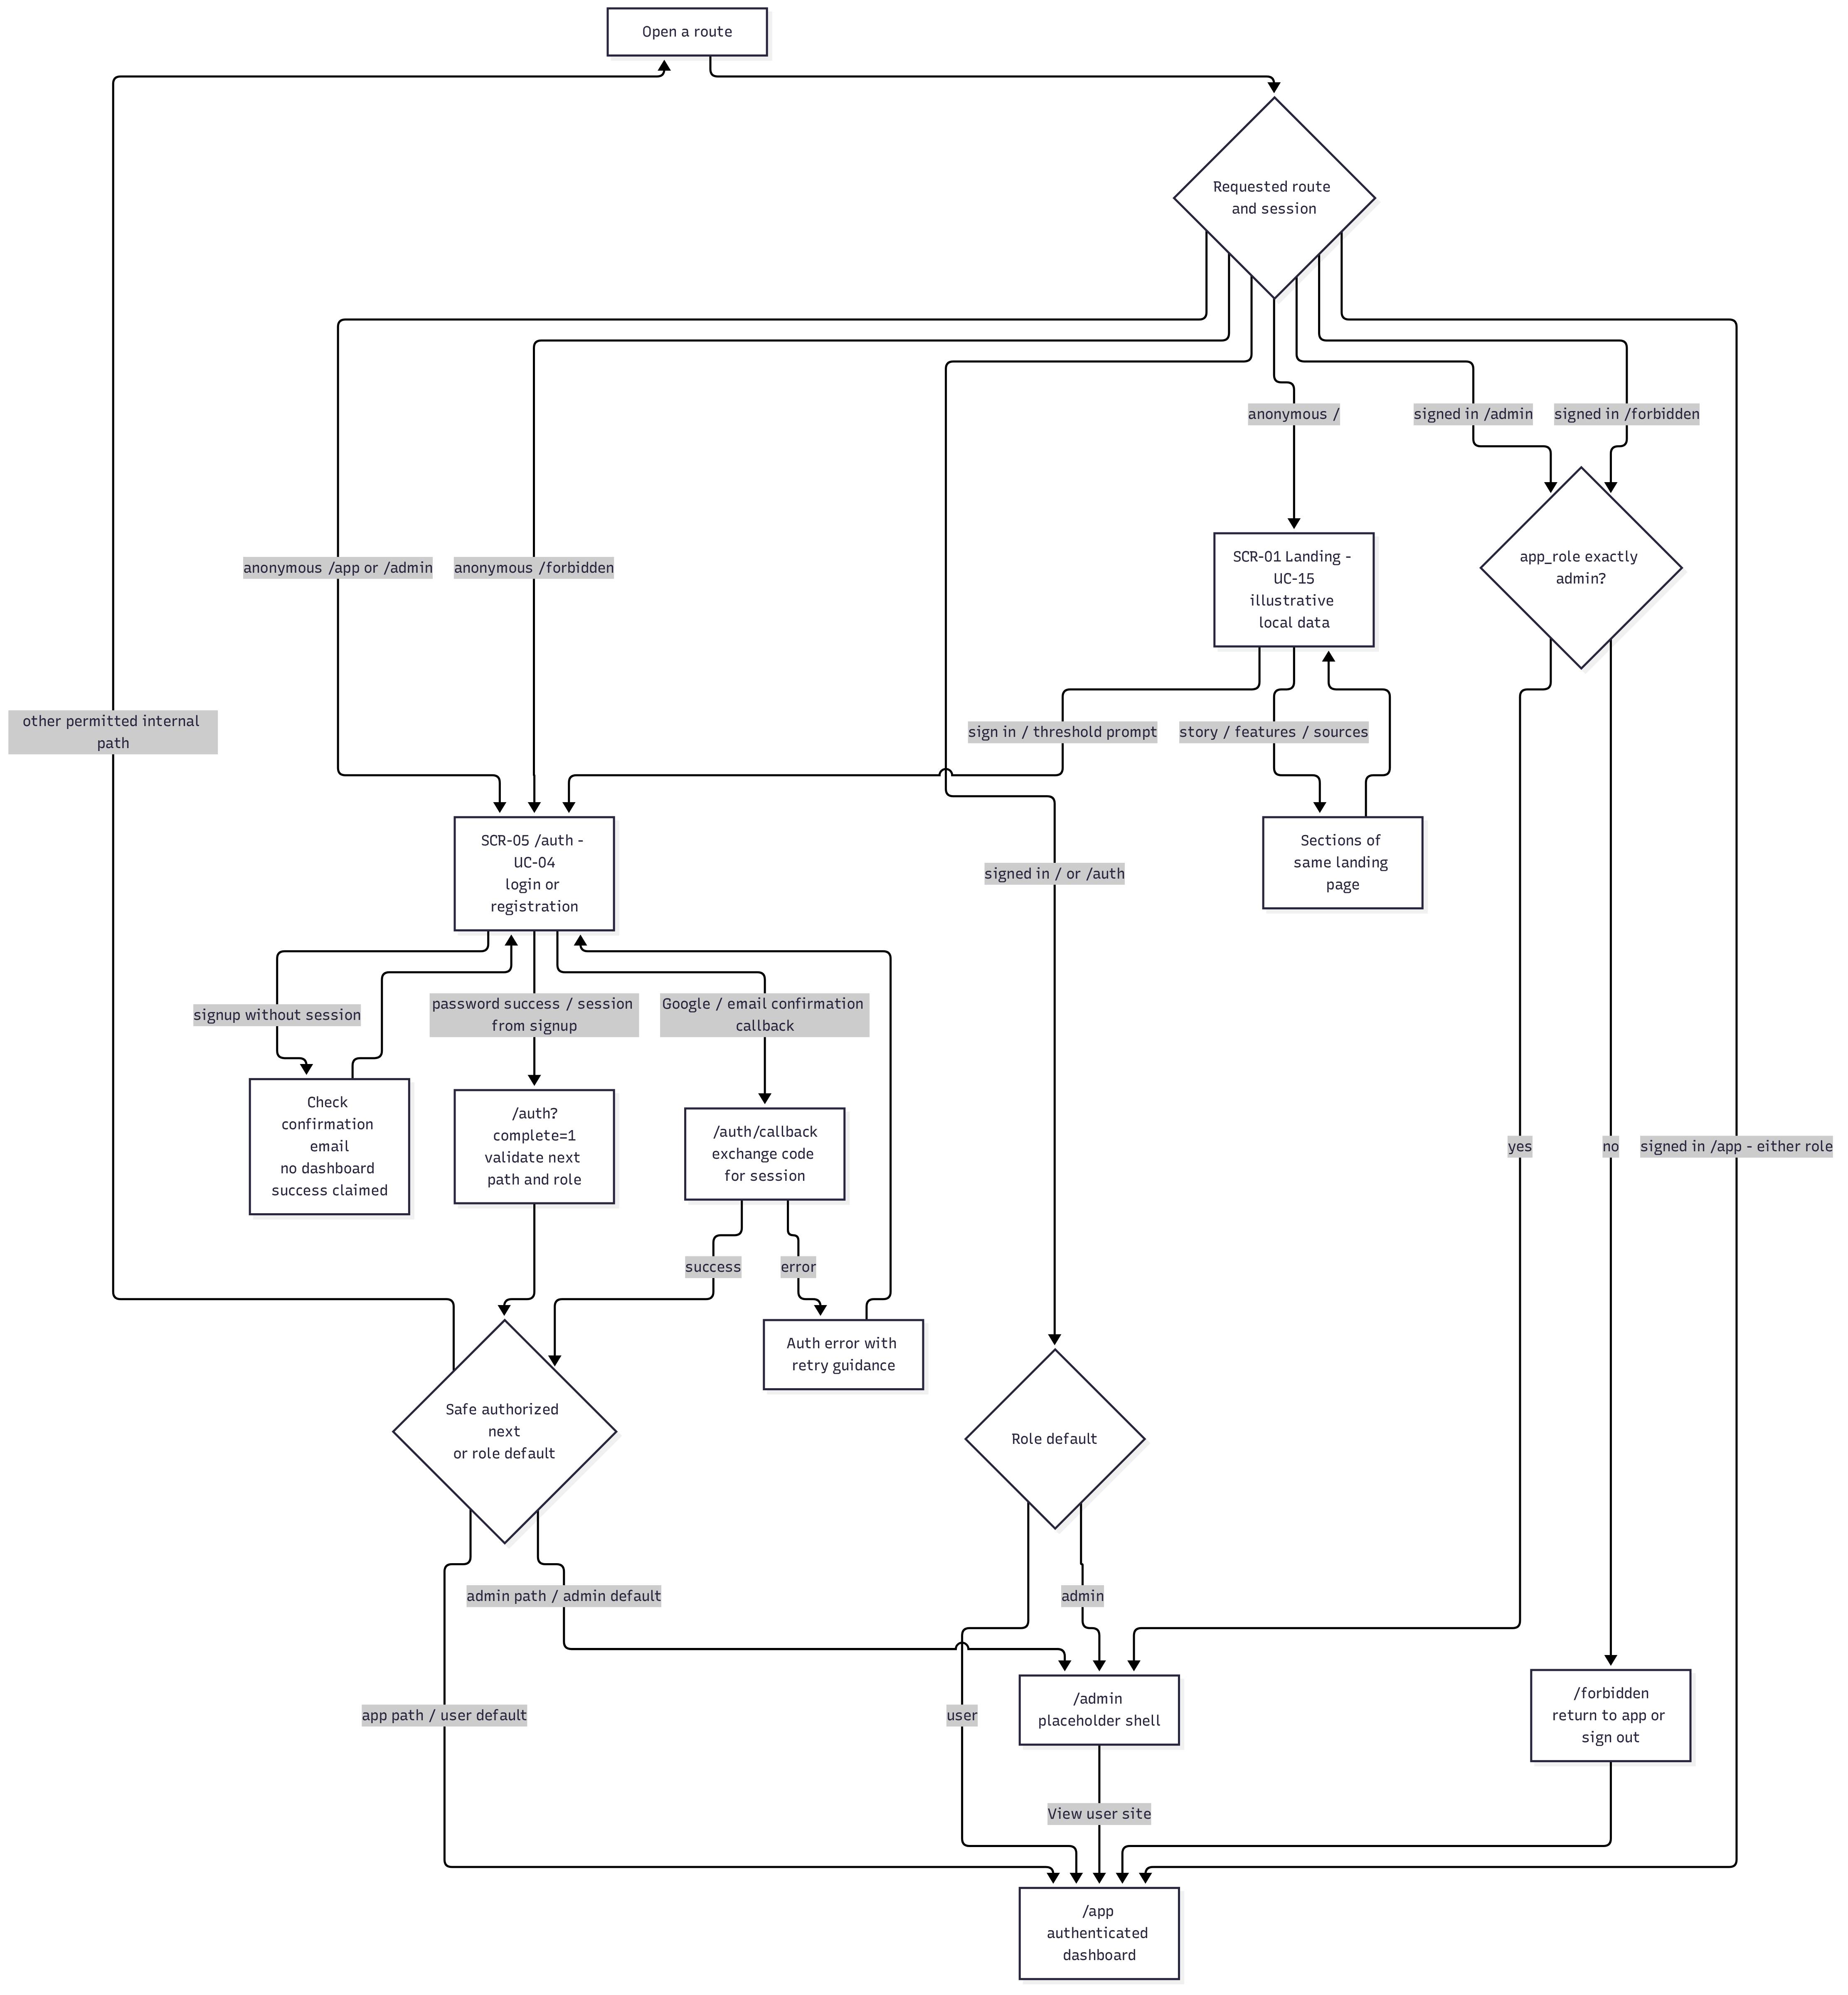 Open a route
Requested route
and session
anonymous /
signed in /admin
signed in /forbidden
anonymous /app or /admin
anonymous /forbidden
SCR-01 Landing -
UC-15
illustrative
local data
app_role exactly
admin?
other permitted internal
path
sign in / threshold prompt
story / features / sources
SCR-05 /auth -
UC-04
login or
registration
signed in / or /auth
Sections of
same landing
page
signup without session
password success / session
from signup
Google / email confirmation
callback
Check
confirmation
email
no dashboard
success claimed
/auth?
complete=1
validate next
path and role
/auth/callback
exchange code
for session
yes
no
signed in /app - either role
success
error
Auth error with
retry guidance
Safe authorized
next
or role default
Role default
admin path / admin default
admin
app path / user default
user
/admin
placeholder shell
/forbidden
return to app or
sign out
View user site
/app
authenticated
dashboard